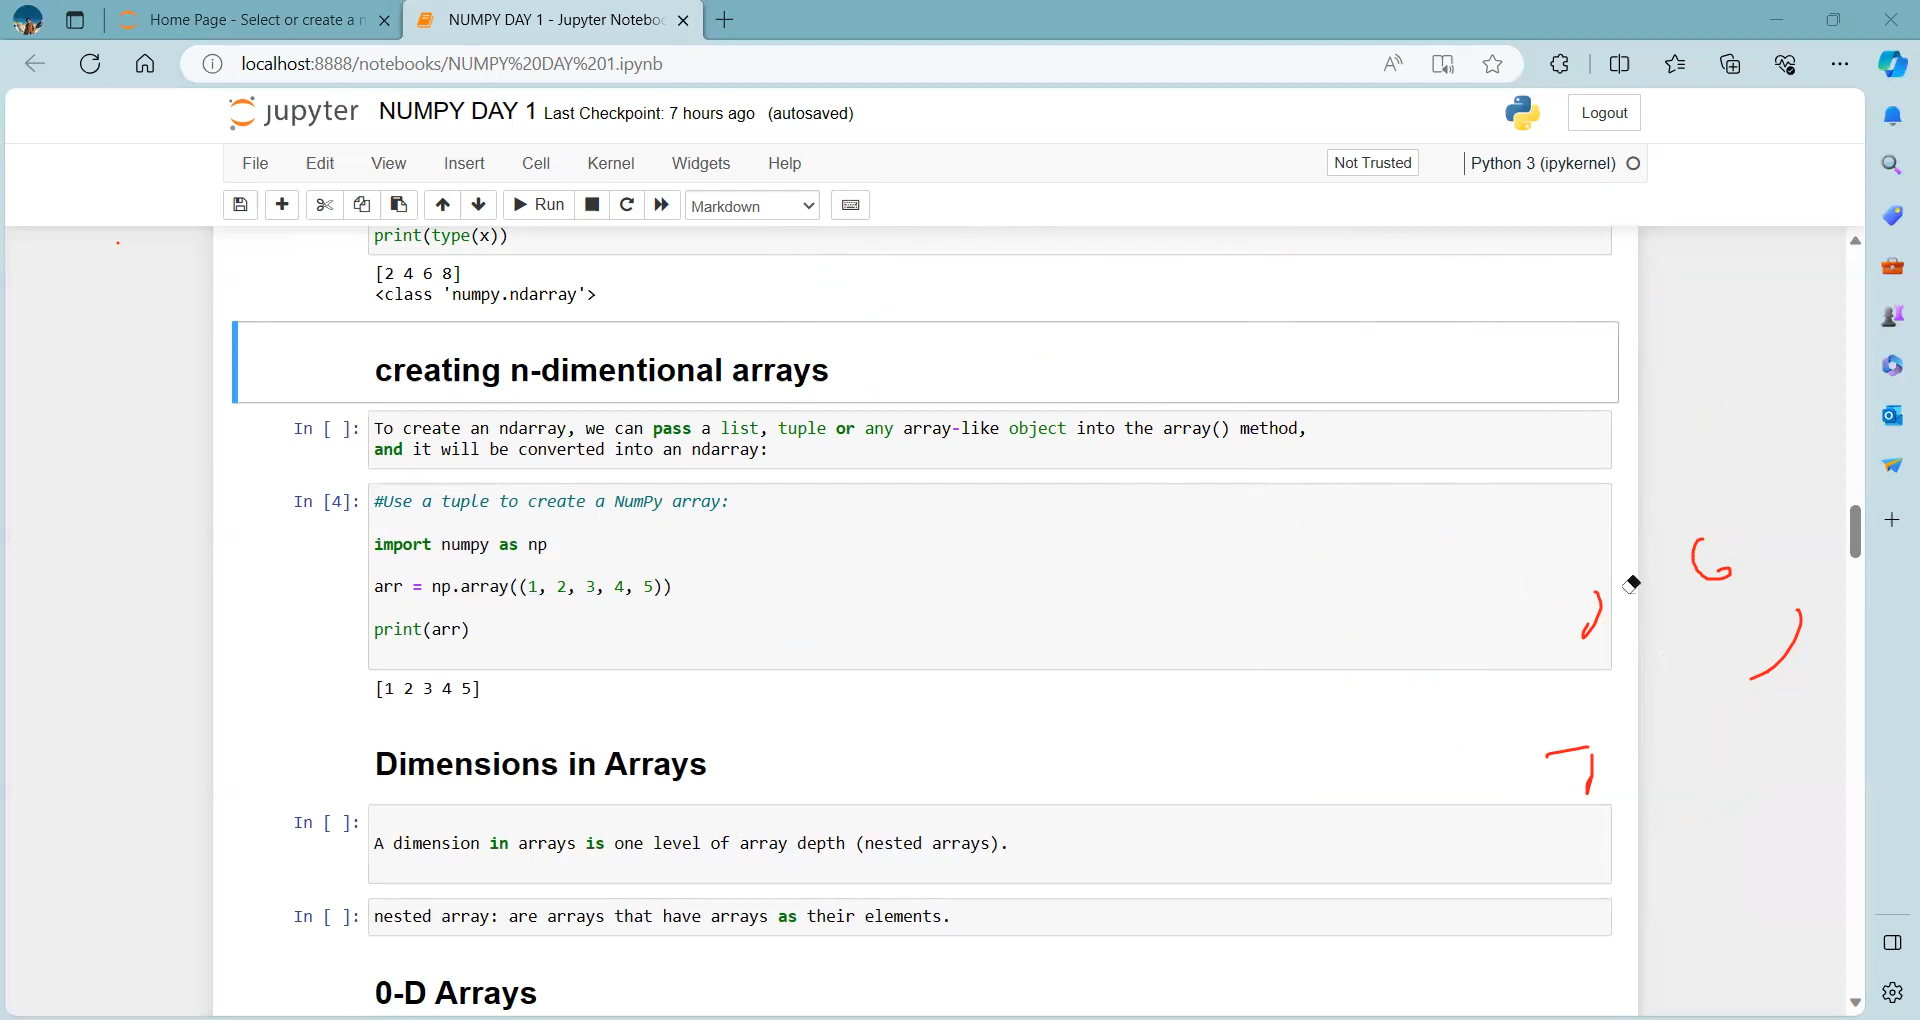 Home Page - Select or create a n
NUMPY DAY 1 - Jupyter Noteboo
localhost:8888/notebooks/NUMPY%20DAY%201.ipynb
jupyter NUMPY DAY 1 Last Checkpoint: 7 hours ago (autosaved)
Logout
File Edit View Insert Cell Kernel Widgets Help
Not Trusted Python 3 (ipykernel)
Run Markdown
print(type(x))
[2 4 6 8]
<class 'numpy.ndarray'>
creating n-dimentional arrays
In [ ]: To create an ndarray, we can pass a list, tuple or any array-like object into the array() method,
and it will be converted into an ndarray:
In [4]: #Use a tuple to create a NumPy array:
import numpy as np
arr = np.array((1, 2, 3, 4, 5))
print(arr)
[1 2 3 4 5]
Dimensions in Arrays
In [ ]:
A dimension in arrays is one level of array depth (nested arrays).
In [ ]: nested array: are arrays that have arrays as their elements.
0-D Arrays